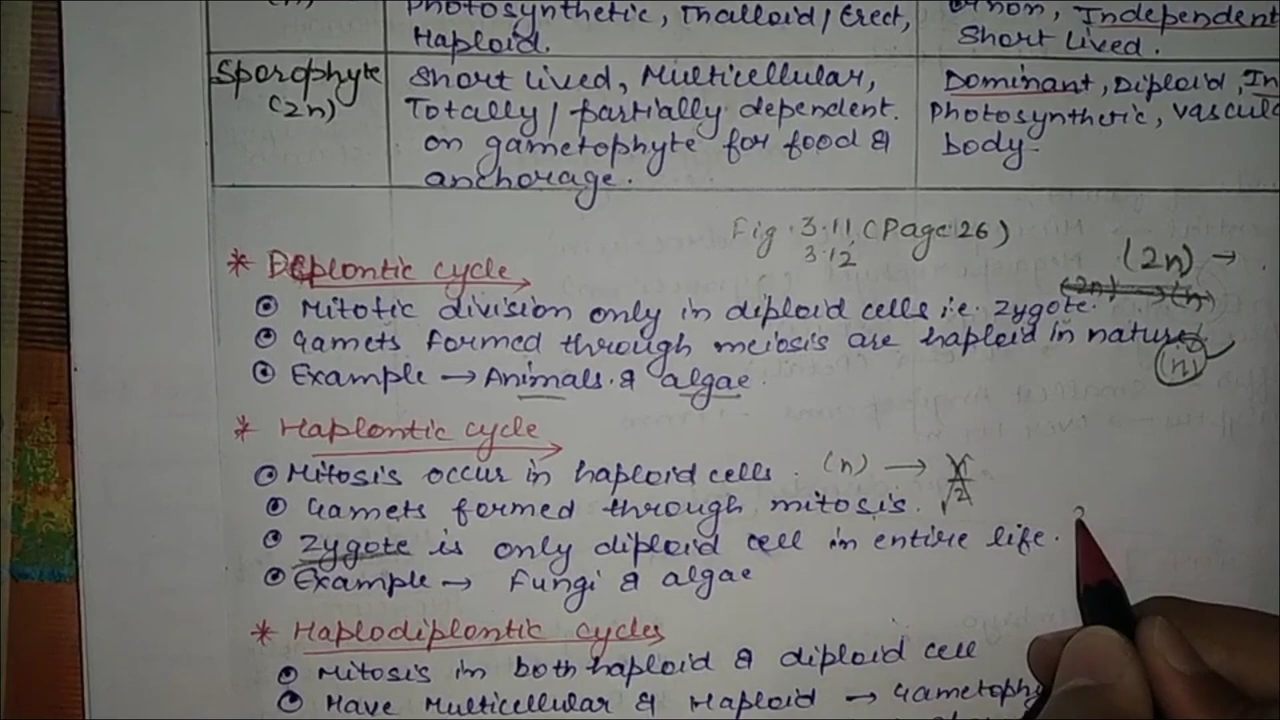 (n)
Photosynthetic, Thalloid / Erect,
Haploid.
Independent
Short Lived.
Sporophyte
(2n)
Short lived, Multicellular,
Totally / partially dependent.
on gametophyte for food &
anchorage.
Dominant, Diploid, In
Photosynthetic, vascula
body-
Fig. 3.11 (Page 26)
3.12
(2n) →
* Diplontic cycle
(2n) → (n)
Mitotic division only in diploid cells i.e. zygote.
Gamets formed through meiosis are haploid in nature
(n)
Example → Animals. & algae.
* Haplontic cycle
Mitosis occur in haploid cells. (n) →
Gamets formed through mitosis.
Zygote is only diploid cell in entire life.
Example → Fungi & algae
* Haplodiplontic cycles
Mitosis in both haploid & diploid cell
Have Multicellular & Haploid → Gametophy